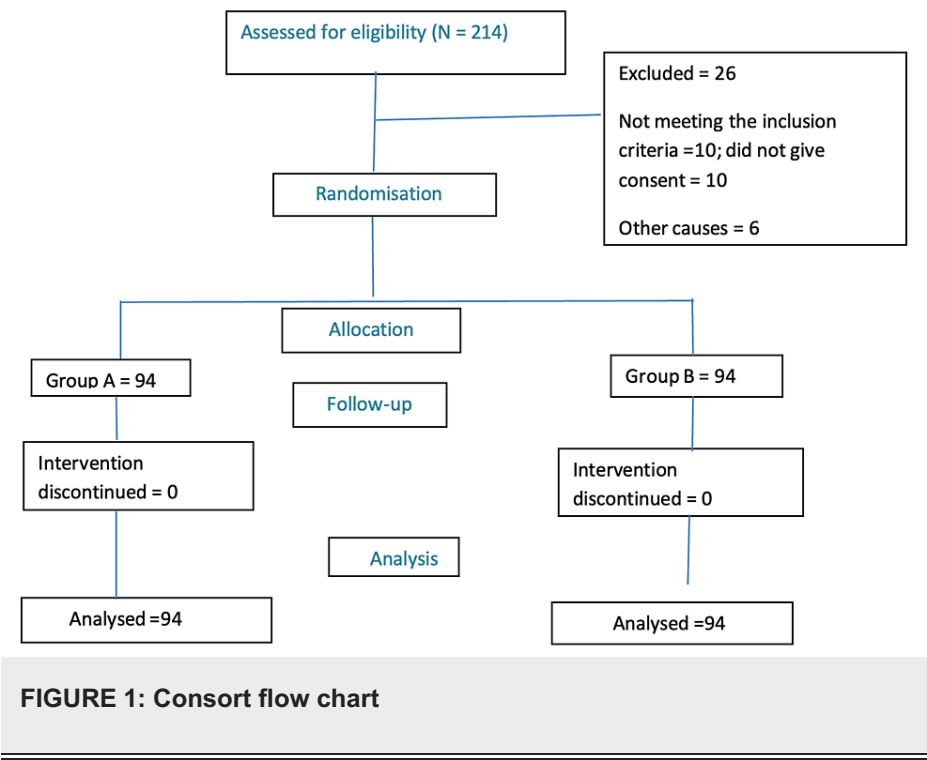 Assessed for eligibility (N = 214)
Excluded = 26
Not meeting the inclusion
criteria =10; did not give
consent = 10
Other causes = 6
Randomisation
Allocation
Group A = 94
Group B = 94
Follow-up
Intervention
discontinued = 0
Intervention
discontinued = 0
Analysis
Analysed =94
Analysed =94
FIGURE 1: Consort flow chart